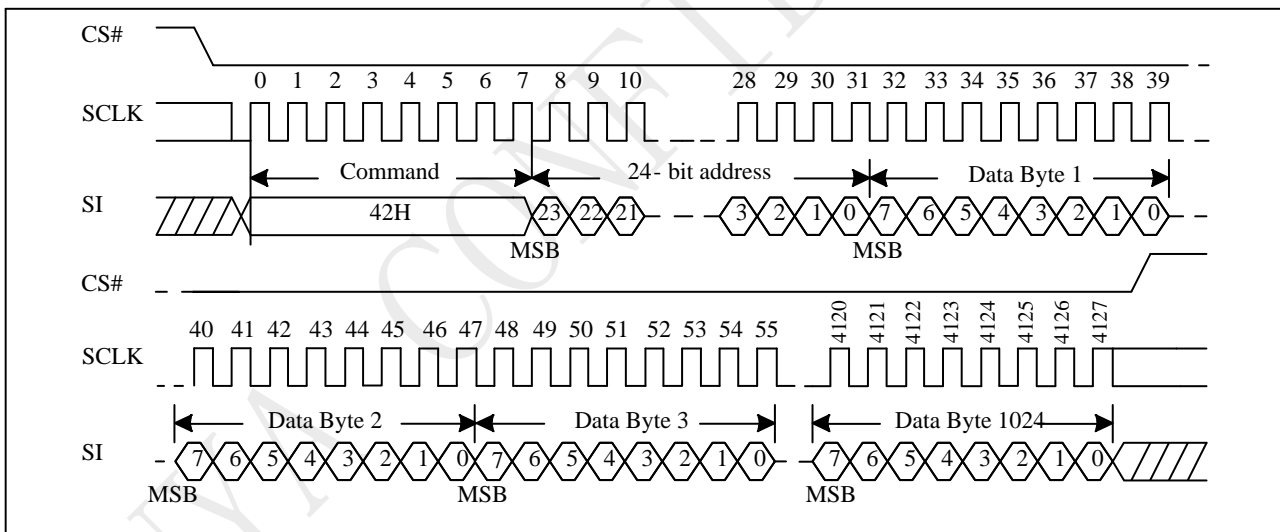 CS#
0 1 2 3 4 5 6 7 8 9 10 28 29 30 31 32 33 34 35 36 37 38 39
SCLK
Command 24- bit address Data Byte 1
SI 42H 23 22 21 3 2 1 0 7 6 5 4 3 2 1 0
MSB MSB
CS#
40 41 42 43 44 45 46 47 48 49 50 51 52 53 54 55 4120 4121 4122 4123 4124 4125 4126 4127
SCLK
Data Byte 2 Data Byte 3 Data Byte 1024
SI 7 6 5 4 3 2 1 0 7 6 5 4 3 2 1 0 7 6 5 4 3 2 1 0
MSB MSB MSB